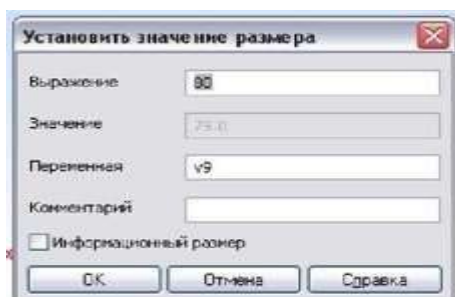 Установить значение размера
Выражение 80
Значение
Переменная v9
Комментарий
Информационный размер
OK Отмена Справка